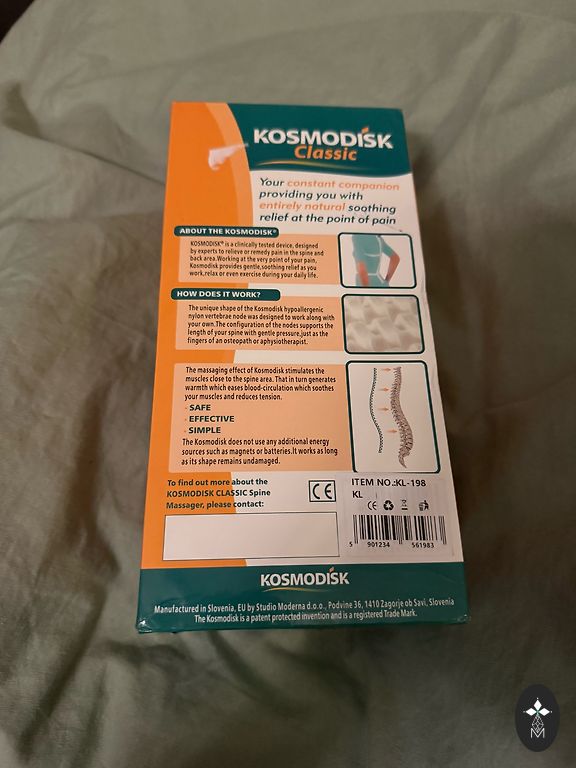 KOSMODISK
Classic
Your constant companion
providing you with
entirely natural soothing
relief at the point of pain
ABOUT THE KOSMODISK®
KOSMODISK® is a clinically tested device, designed
by experts to relieve or remedy pain in the spine and
back area.Working at the very point of your pain,
Kosmodisk provides gentle,soothing relief as you
work,relax or even exercise during your daily life.
HOW DOES IT WORK?
The unique shape of the Kosmodisk hypoallergenic
nylon vertebrae node was designed to work along with
your own.The configuration of the nodes supports the
length of your spine with gentle pressure,just as the
fingers of an osteopath or aphysiotherapist.
The massaging effect of Kosmodisk stimulates the
muscles close to the spine area. That in turn generates
warmth which eases blood-circulation which soothes
your muscles and reduces tension.
- SAFE
- EFFECTIVE
- SIMPLE
The Kosmodisk does not use any additional energy
sources such as magnets or batteries.It works as long
as its shape remains undamaged.
To find out more about the
KOSMODISK CLASSIC Spine
Massager, please contact:
CE
ITEM NO.:KL-198
KL
CE
5 901234 561983
KOSMODISK
Manufactured in Slovenia, EU by Studio Moderna d.o.o., Podvine 36, 1410 Zagorje ob Savi, Slovenia
The Kosmodisk is a patent protected invention and is a registered Trade Mark.
M